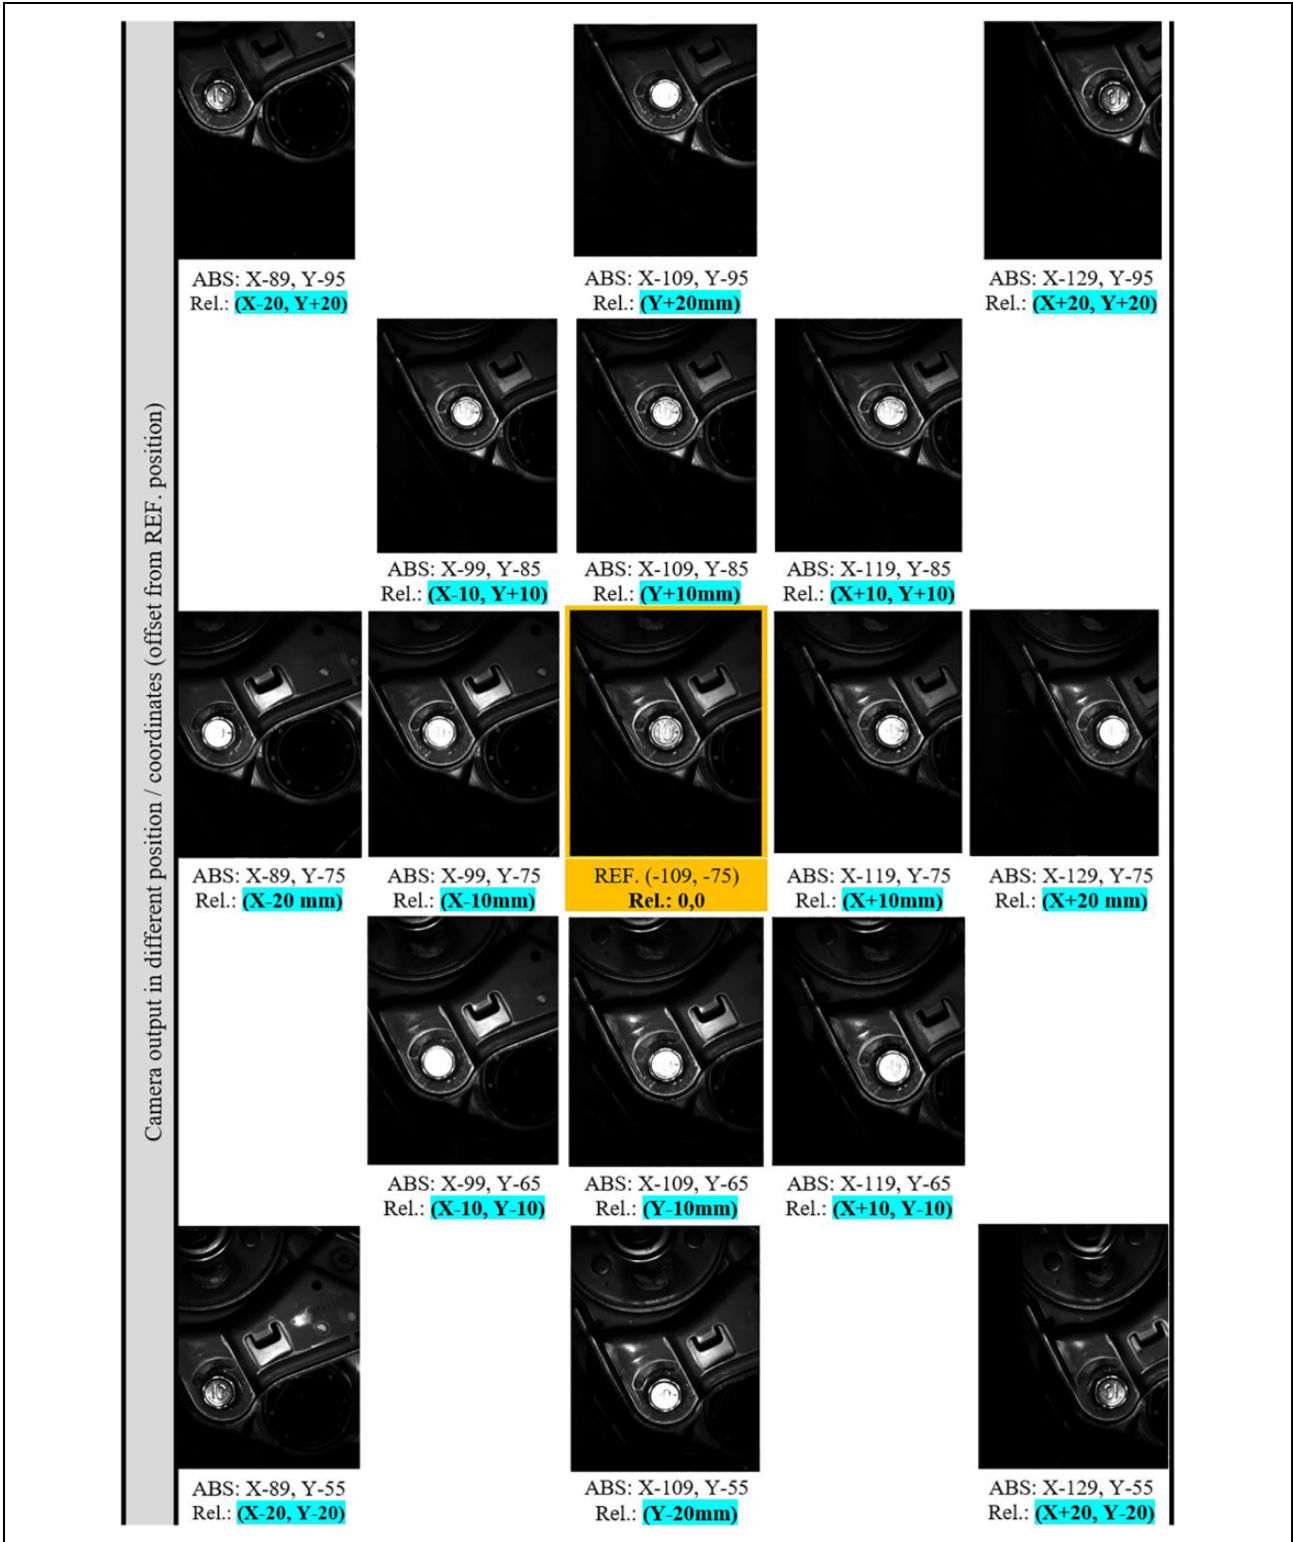 Camera output in different position / coordinates (offset from REF. position)
ABS: X-89, Y-95
Rel.: (X-20, Y+20)
ABS: X-109, Y-95
Rel.: (Y+20mm)
ABS: X-129, Y-95
Rel.: (X+20, Y+20)
ABS: X-99, Y-85
Rel.: (X-10, Y+10)
ABS: X-109, Y-85
Rel.: (Y+10mm)
ABS: X-119, Y-85
Rel.: (X+10, Y+10)
ABS: X-89, Y-75
Rel.: (X-20 mm)
ABS: X-99, Y-75
Rel.: (X-10mm)
REF. (-109, -75)
Rel.: 0,0
ABS: X-119, Y-75
Rel.: (X+10mm)
ABS: X-129, Y-75
Rel.: (X+20 mm)
ABS: X-99, Y-65
Rel.: (X-10, Y-10)
ABS: X-109, Y-65
Rel.: (Y-10mm)
ABS: X-119, Y-65
Rel.: (X+10, Y-10)
ABS: X-89, Y-55
Rel.: (X-20, Y-20)
ABS: X-109, Y-55
Rel.: (Y-20mm)
ABS: X-129, Y-55
Rel.: (X+20, Y-20)